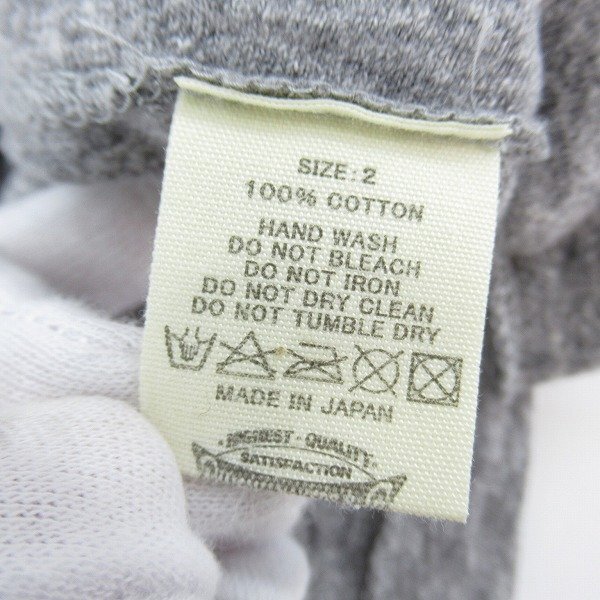 SIZE: 2
100% COTTON
HAND WASH
DO NOT BLEACH
DO NOT IRON
DO NOT DRY CLEAN
DO NOT TUMBLE DRY
MADE IN JAPAN
HIGHEST - QUALITY
SATISFACTION